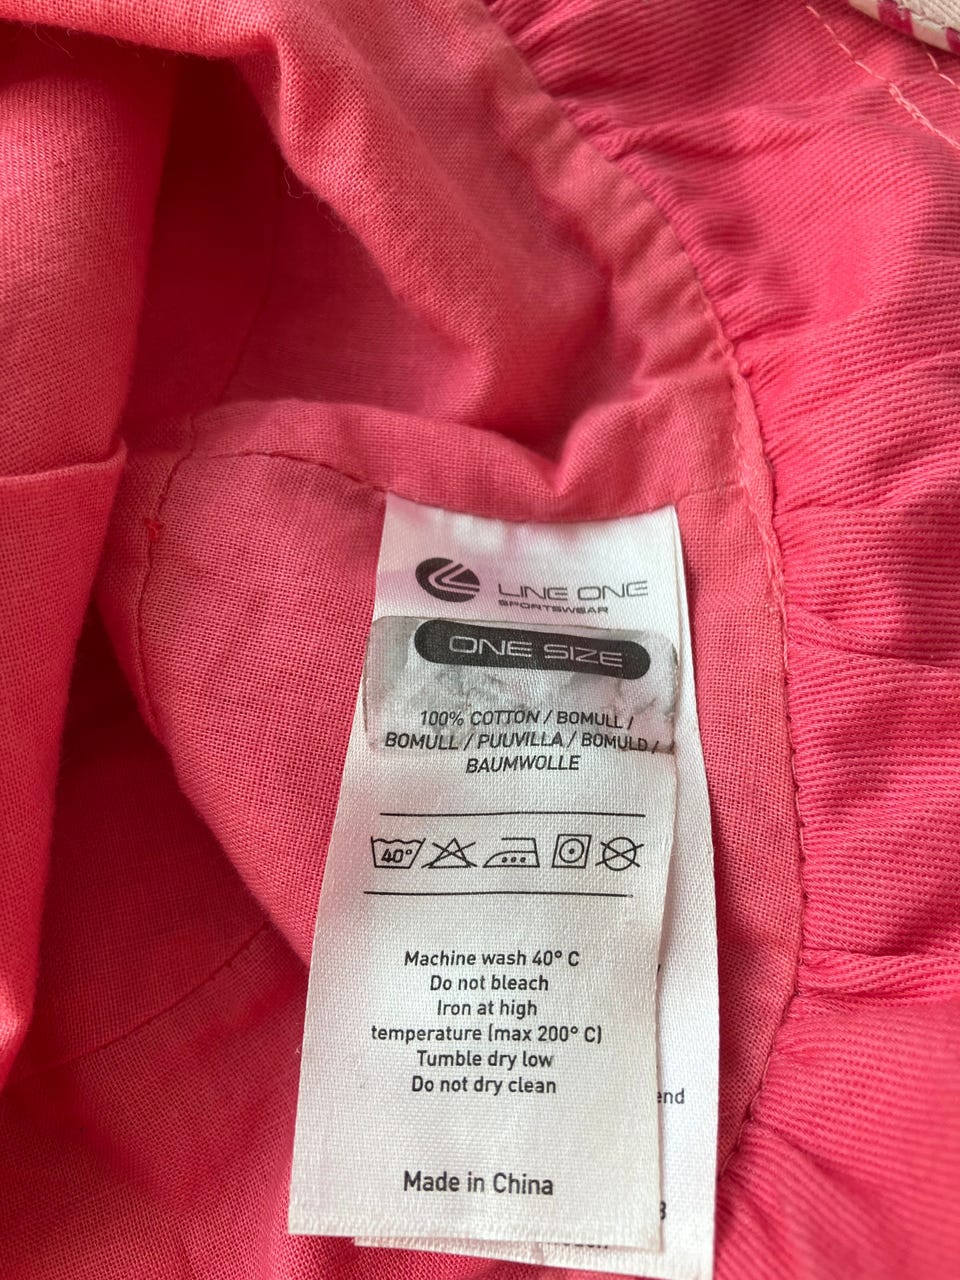 LINE ONE
SPORTSWEAR
ONE SIZE
100% COTTON / BOMULL /
BOMULL / PUUVILLA / BOMULD /
BAUMWOLLE
40°
Machine wash 40° C
Do not bleach
Iron at high
temperature (max 200° C)
Tumble dry low
Do not dry clean
end
Made in China